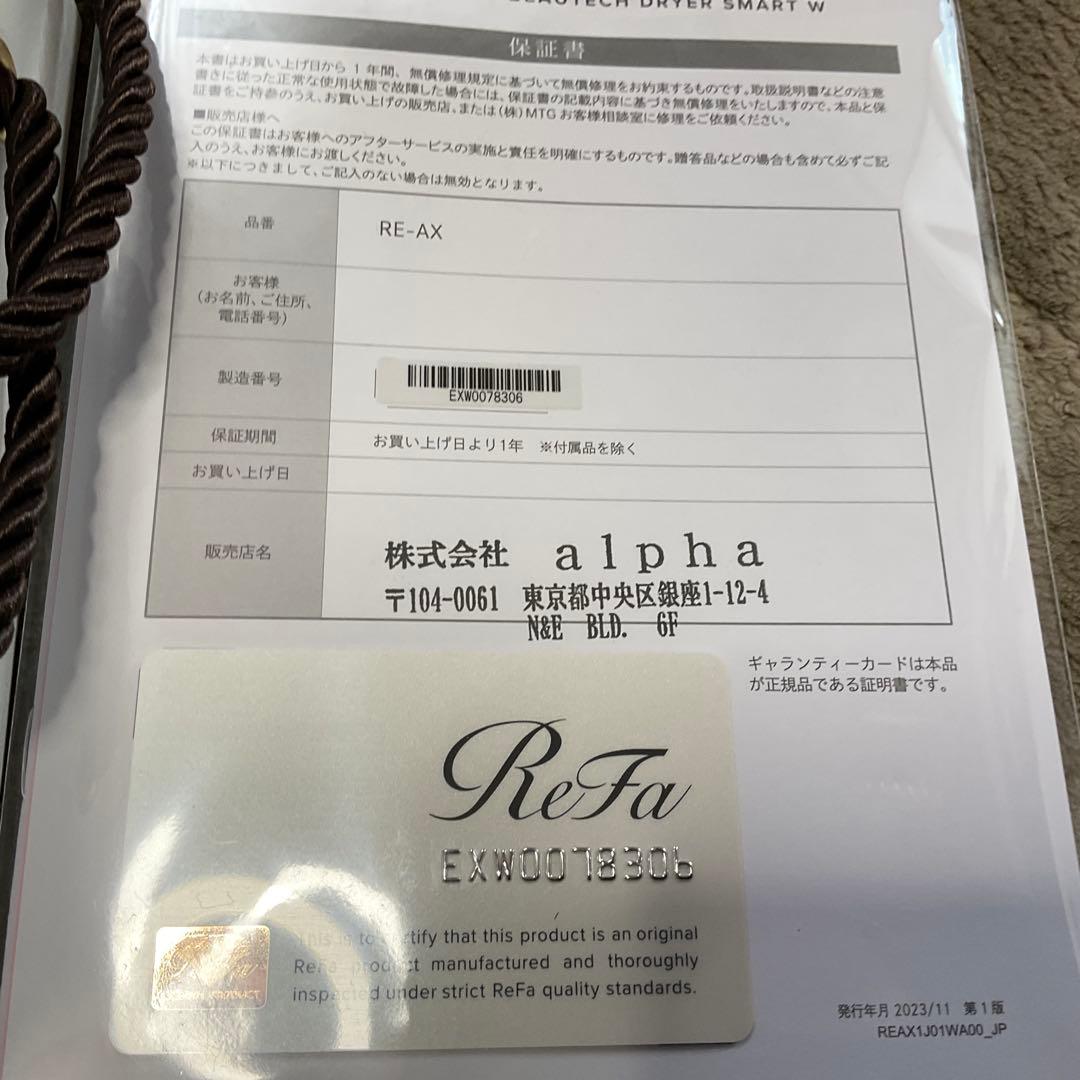 BEAUTECH DRYER SMART W
保証書
本書はお買い上げ日から 1 年間、無償修理規定に基づいて無償修理をお約束するものです。取扱説明書などの注意
書きに従った正常な使用状態で故障した場合には、保証書の記載内容に基づき無償修理をいたしますので、本品と保
証書をご持参のうえ、お買い上げの販売店、または(株)MTG お客様相談室に修理をご依頼ください。
■販売店様へ
この保証書はお客様へのアフターサービスの実施と責任を明確にするものです。贈答品などの場合も含めて必ずご記
入のうえ、お客様にお渡しください。
※以下につきまして、ご記入のない場合は無効となります。
品番
RE-AX
お客様
(お名前、ご住所、
電話番号)
製造番号
EXW0078306
保証期間
お買い上げ日より1年 ※付属品を除く
お買い上げ日
販売店名
株式会社 alpha
〒104-0061 東京都中央区銀座1-12-4
N&E BLD. 6F
ギャランティーカードは本品
が正規品である証明書です。
ReFa
EXW0078306
This is to certify that this product is an original
ReFa product manufactured and thoroughly
inspected under strict ReFa quality standards.
発行年月 2023/11 第1版
REAX1J01WA00_JP